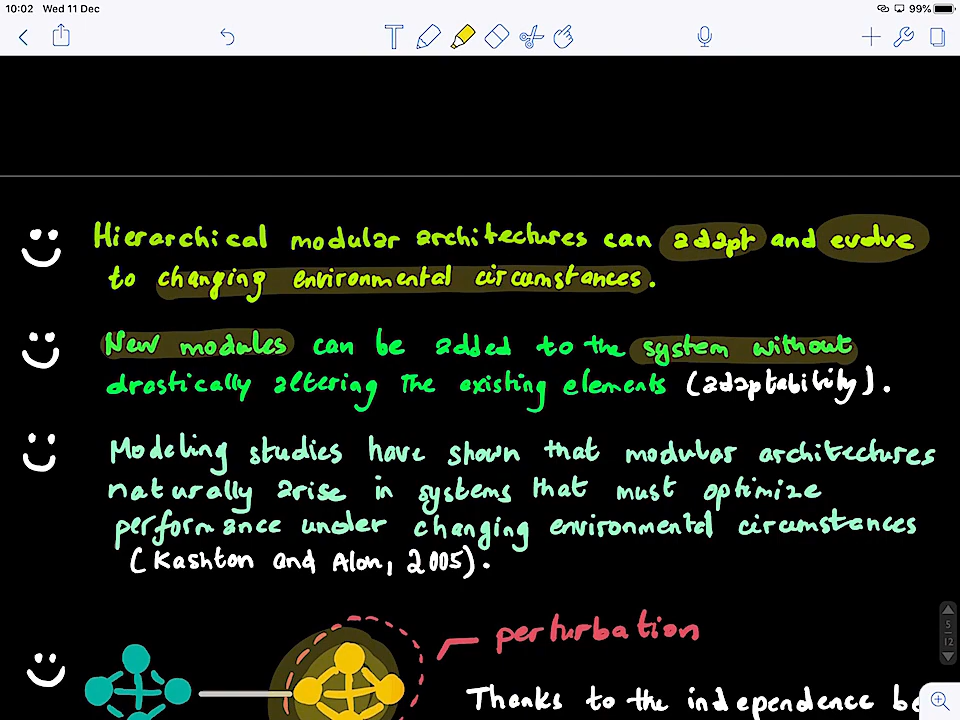 10:02 Wed 11 Dec 99%
Hierarchical modular architectures can adapt and evolve
to changing environmental circumstances.
New modules can be added to the system without
drastically altering the existing elements (adaptability).
Modeling studies have shown that modular architectures
naturally arise in systems that must optimize
performance under changing environmental circumstances
(Kashton and Alon, 2005).
perturbation
Thanks to the independence be
5
12